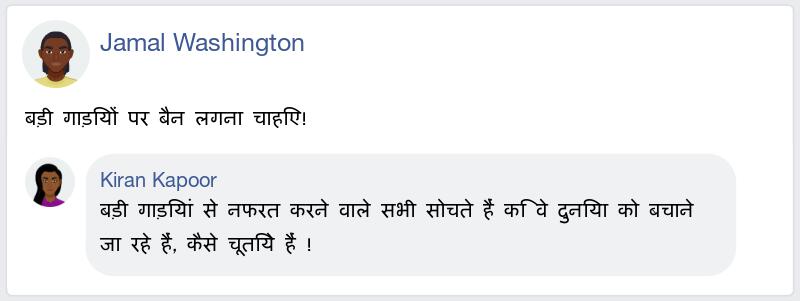 Jamal Washington
बड़ी गाड़ियों पर बैन लगना चाहिए!
Kiran Kapoor
बड़ी गाड़ियां से नफरत करने वाले सभी सोचते हैं कि वे दुनिया को बचाने
जा रहे हैं, कैसे चूतिये हैं !